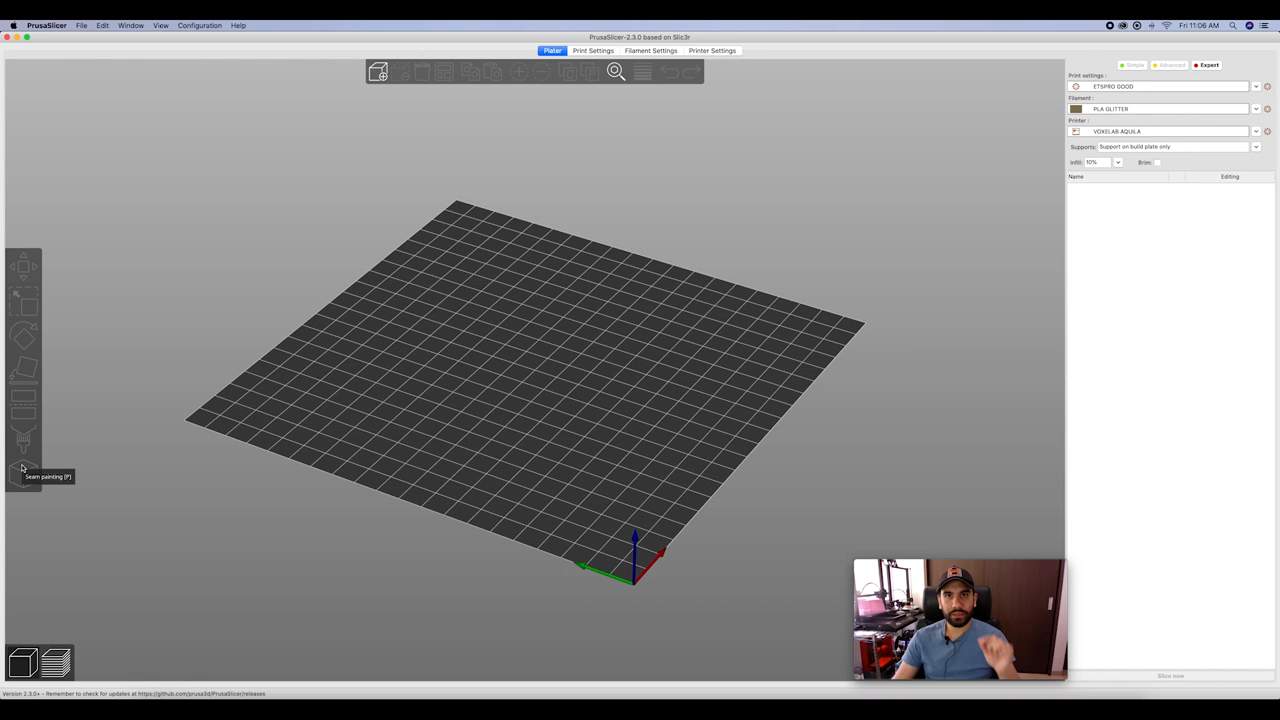 PrusaSlicer File Edit Window View Configuration Help Fri 11:06 AM
PrusaSlicer-2.3.0 based on Slic3r
Plater Print Settings Filament Settings Printer Settings
Simple Advanced Expert
Print settings :
ETSPRO GOOD
Filament :
PLA GLITTER
Printer :
VOXELAB AQUILA
Supports: Support on build plate only
Infill: 10% Brim:
Name Editing
Seam painting [P]
Slice now
Version 2.3.0+ - Remember to check for updates at https://github.com/prusa3d/PrusaSlicer/releases